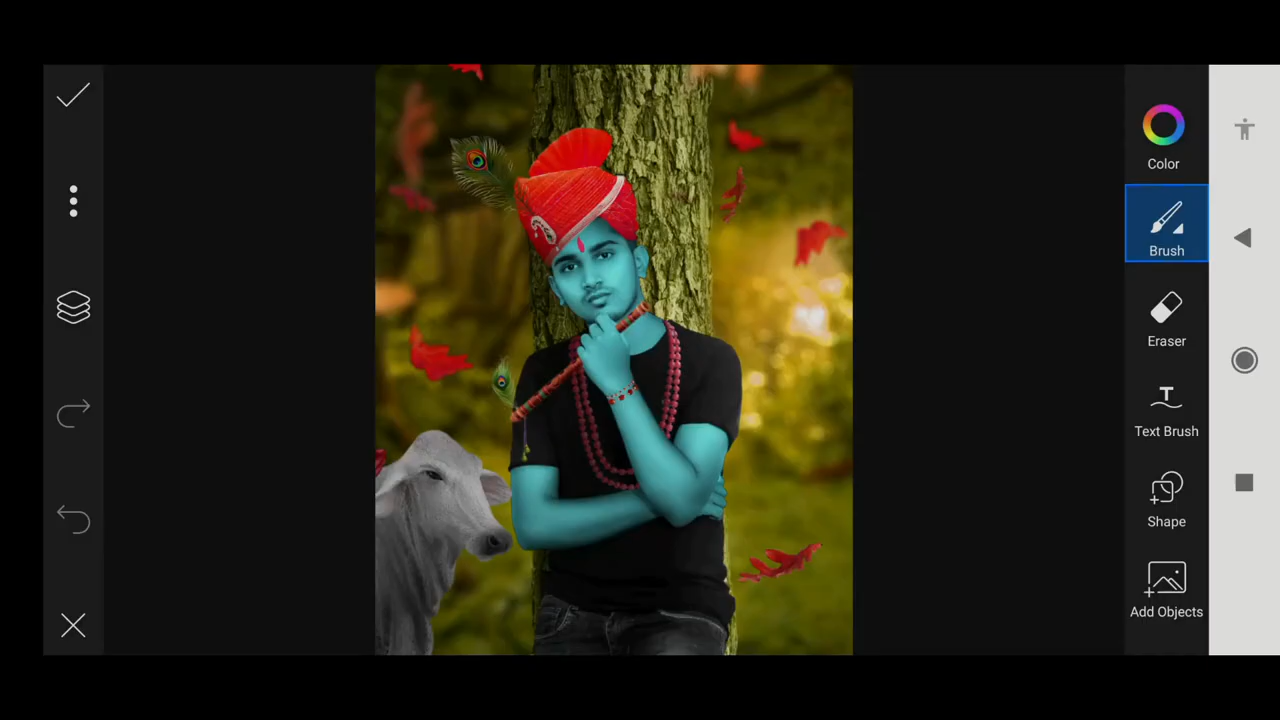 Color
Brush
Eraser
T
Text Brush
Shape
Add Objects